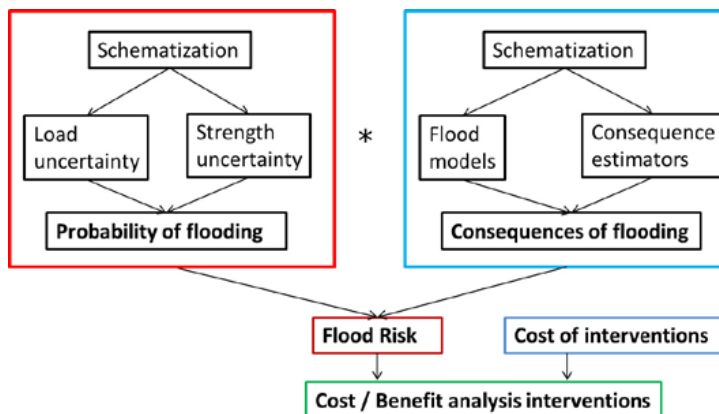 Schematization
Load
uncertainty
Strength
uncertainty
Probability of flooding
*
Schematization
Flood
models
Consequence
estimators
Consequences of flooding
Flood Risk
Cost of interventions
Cost / Benefit analysis interventions